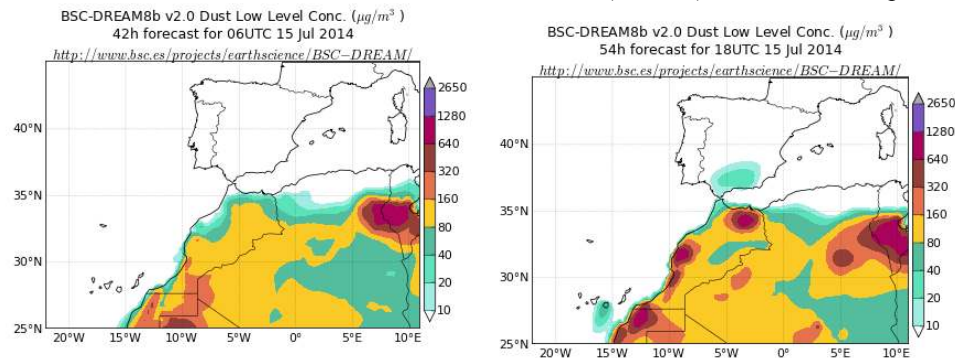 BSC-DREAM8b v2.0 Dust Low Level Conc. (μg/m³ )
42h forecast for 06UTC 15 Jul 2014
http://www.bsc.es/projects/earthscience/BSC−DREAM/
40°N
35°N
30°N
25°N
20°W
15°W
10°W
5°W
0°
5°E
10°E
2650
1280
640
320
160
80
40
20
10
BSC-DREAM8b v2.0 Dust Low Level Conc. (μg/m³ )
54h forecast for 18UTC 15 Jul 2014
http://www.bsc.es/projects/earthscience/BSC−DREAM/
40°N
35°N
30°N
25°N
20°W
15°W
10°W
5°W
0°
5°E
10°E
2650
1280
640
320
160
80
40
20
10